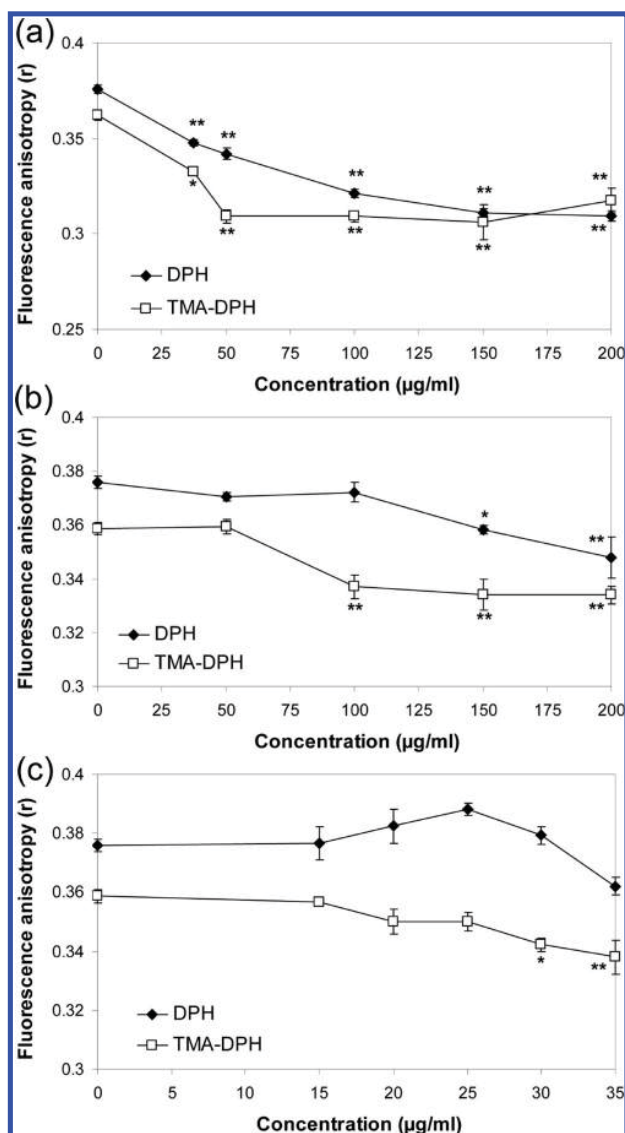 (a)
Fluorescence anisotropy (r)
0.4
0.35
0.3
0.25
**
**
**
**
**
*
**
**
**
**
DPH
TMA-DPH
0 25 50 75 100 125 150 175 200
Concentration (µg/ml)
(b)
Fluorescence anisotropy (r)
0.4
0.38
0.36
0.34
0.32
0.3
*
**
**
**
**
DPH
TMA-DPH
0 25 50 75 100 125 150 175 200
Concentration (µg/ml)
(c)
Fluorescence anisotropy (r)
0.4
0.38
0.36
0.34
0.32
0.3
*
**
DPH
TMA-DPH
0 5 10 15 20 25 30 35
Concentration (µg/ml)